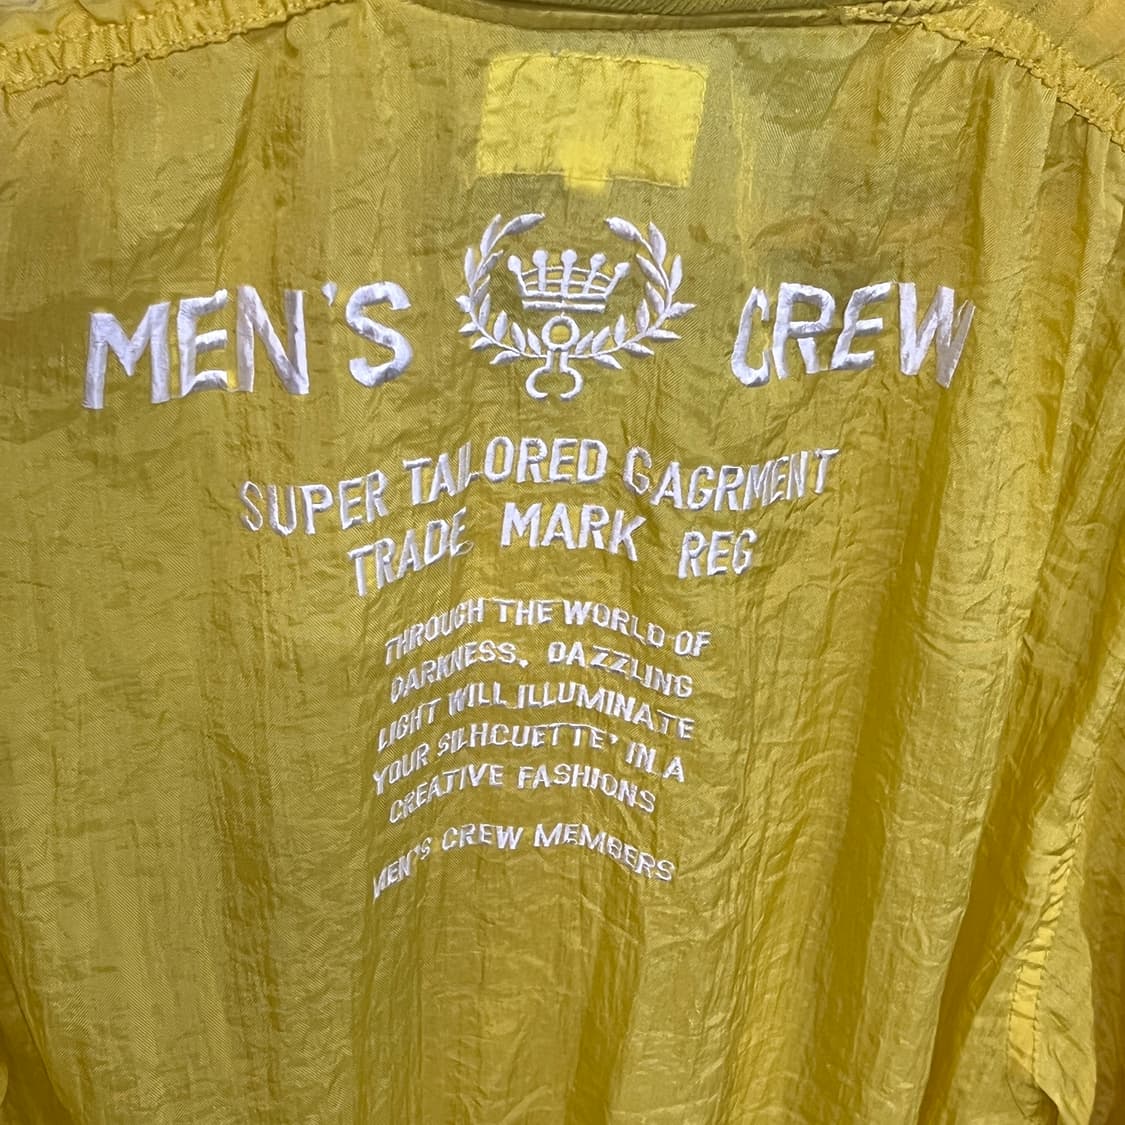 MEN'S CREW
SUPER TAILORED GAGRMENT
TRADE MARK REG
THROUGH THE WORLD OF
DARKNESS, DAZZLING
LIGHT WILL ILLUMINATE
YOUR SILHOUETTE' IN A
CREATIVE FASHIONS
MEN'S CREW MEMBERS